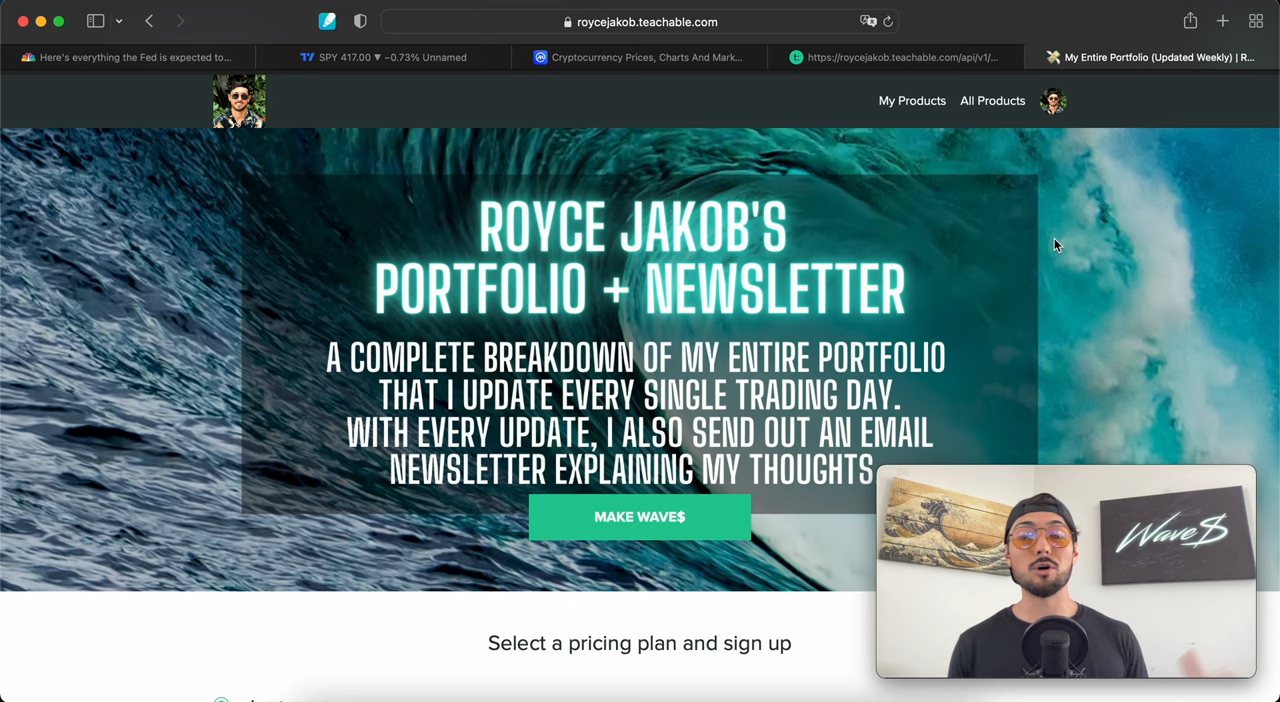 roycejakob.teachable.com
Here's everything the Fed is expected to...
SPY 417.00 ▼ −0.73% Unnamed
Cryptocurrency Prices, Charts And Mark...
https://roycejakob.teachable.com/api/v1/...
My Entire Portfolio (Updated Weekly) | R...
My Products
All Products
ROYCE JAKOB'S
PORTFOLIO + NEWSLETTER
A COMPLETE BREAKDOWN OF MY ENTIRE PORTFOLIO
THAT I UPDATE EVERY SINGLE TRADING DAY.
WITH EVERY UPDATE, I ALSO SEND OUT AN EMAIL
NEWSLETTER EXPLAINING MY THOUGHTS
MAKE WAVE$
Wave$
Select a pricing plan and sign up